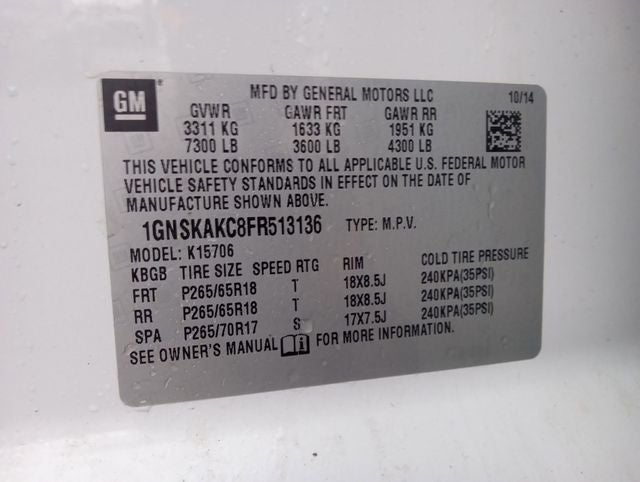 GM
MFD BY GENERAL MOTORS LLC 10/14
GVWR GAWR FRT GAWR RR
3311 KG 1633 KG 1951 KG
7300 LB 3600 LB 4300 LB
THIS VEHICLE CONFORMS TO ALL APPLICABLE U.S. FEDERAL MOTOR
VEHICLE SAFETY STANDARDS IN EFFECT ON THE DATE OF
MANUFACTURE SHOWN ABOVE.
1GNSKAKC8FR513136 TYPE: M.P.V.
MODEL: K15706
KBGB TIRE SIZE SPEED RTG RIM COLD TIRE PRESSURE
FRT P265/65R18 T 18X8.5J 240KPA(35PSI)
RR P265/65R18 T 18X8.5J 240KPA(35PSI)
SPA P265/70R17 S 17X7.5J 240KPA(35PSI)
SEE OWNER'S MANUAL FOR MORE INFORMATION.